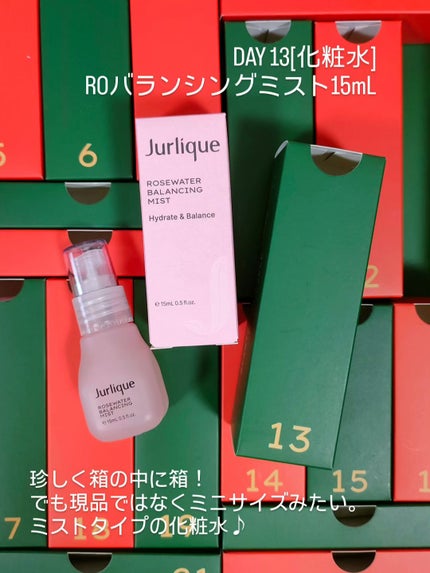 DAY 13[化粧水]
ROバランシングミスト15mL
5
6
Jurlique
ROSEWATER
BALANCING
MIST
Hydrate & Balance
℮ 15mL 0.5 fl.oz.
2
Jurlique
ROSEWATER
BALANCING
MIST
℮ 15mL 0.5 fl.oz.
13
14
15
1
珍しく箱の中に箱！
でも現品ではなくミニサイズみたい。
ミストタイプの化粧水♪
7